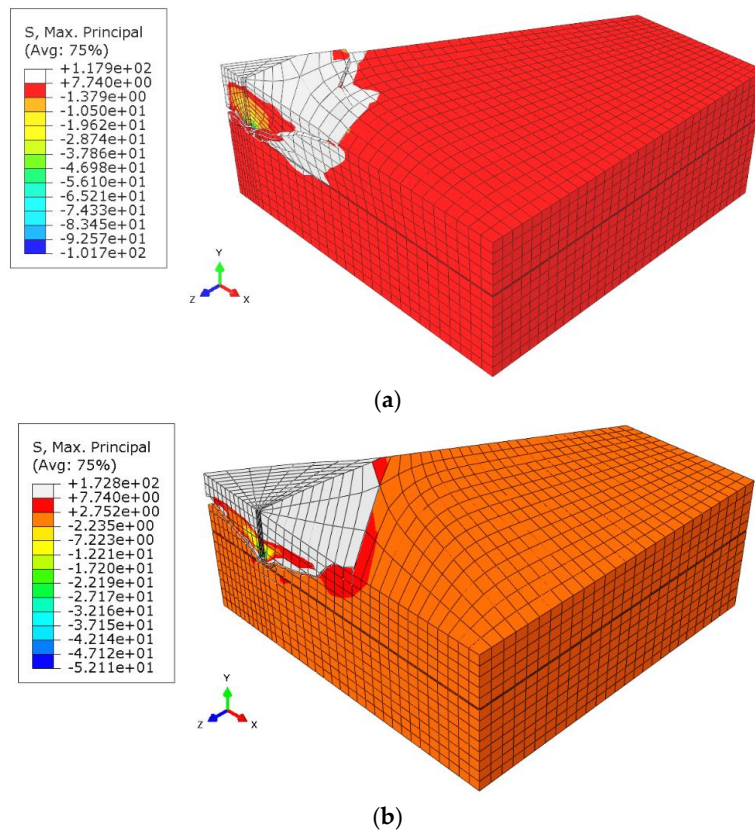 S, Max. Principal
(Avg: 75%)
+1.179e+02
+7.740e+00
-1.379e+00
-1.050e+01
-1.962e+01
-2.874e+01
-3.786e+01
-4.698e+01
-5.610e+01
-6.521e+01
-7.433e+01
-8.345e+01
-9.257e+01
-1.017e+02
Y
Z
X
(a)
S, Max. Principal
(Avg: 75%)
+1.728e+02
+7.740e+00
+2.752e+00
-2.235e+00
-7.223e+00
-1.221e+01
-1.720e+01
-2.219e+01
-2.717e+01
-3.216e+01
-3.715e+01
-4.214e+01
-4.712e+01
-5.211e+01
Y
Z
X
(b)